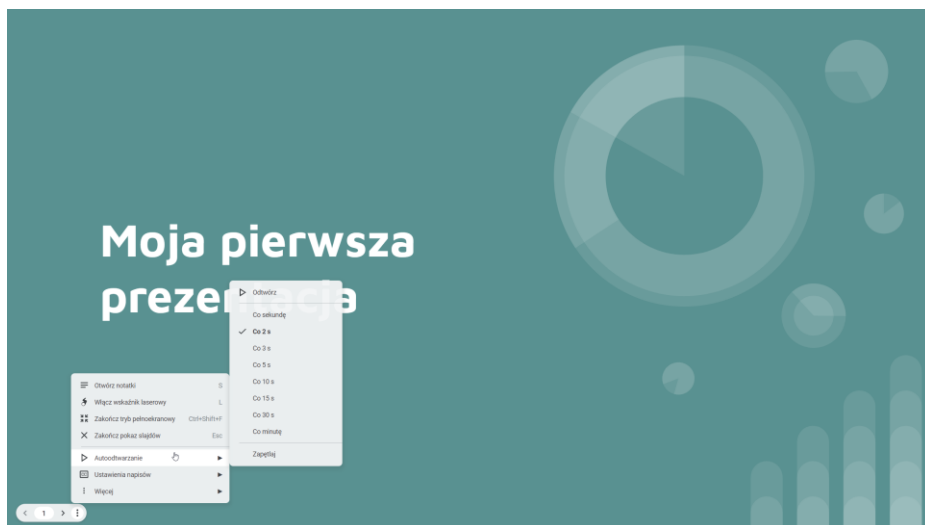 Moja pierwsza
prezentacja
Odtwórz
Co sekundę
Co 2 s
Co 3 s
Co 5 s
Co 10 s
Co 15 s
Co 30 s
Co minutę
Zapętlaj
Otwórz notatki S
Włącz wskaźnik laserowy L
Zakończ tryb pełnoekranowy Ctrl+Shift+F
Zakończ pokaz slajdów Esc
Autoodtwarzanie
Ustawienia napisów
Więcej
1